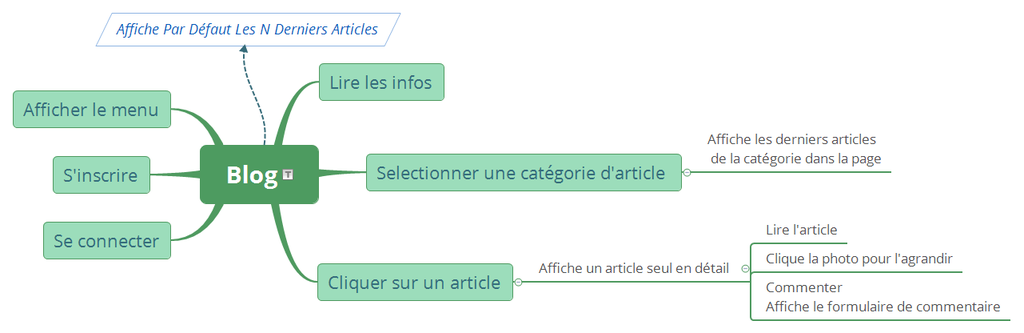 Affiche Par Défaut Les N Derniers Articles
Lire les infos
Afficher le menu
Affiche les derniers articles
de la catégorie dans la page
S'inscrire
Blog
T
Selectionner une catégorie d'article
Se connecter
Lire l'article
Cliquer sur un article
Affiche un article seul en détail
Clique la photo pour l'agrandir
Commenter
Affiche le formulaire de commentaire